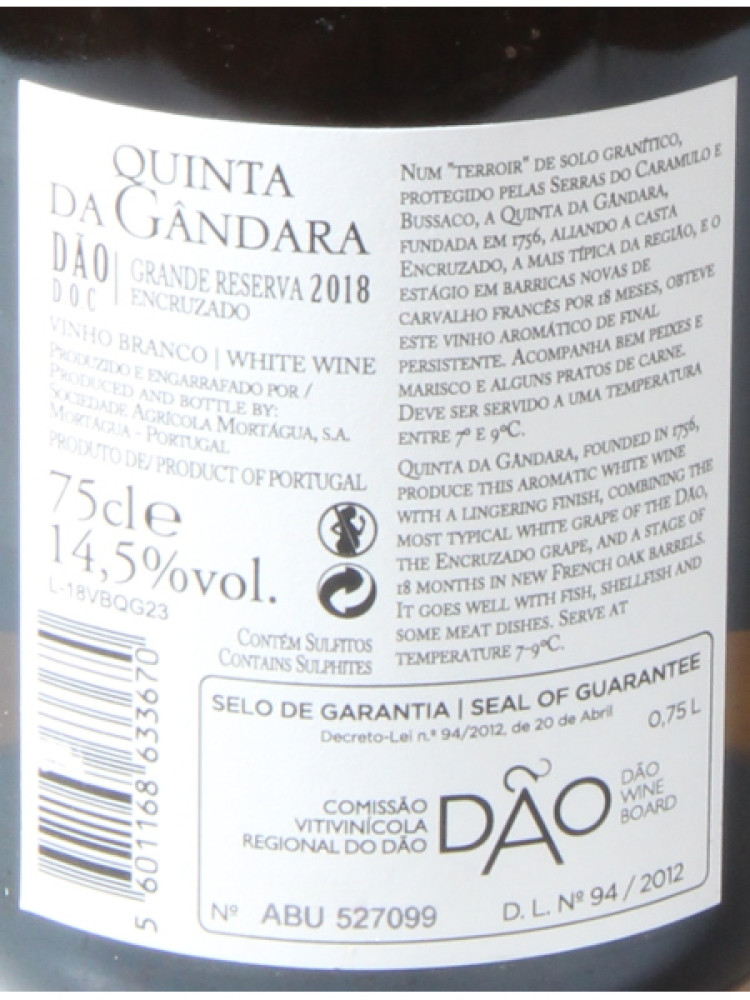 QUINTA
DA GÂNDARA
DÃO
DOC
GRANDE RESERVA 2018
ENCRUZADO
VINHO BRANCO | WHITE WINE
PRODUZIDO E ENGARRAFADO POR /
PRODUCED AND BOTTLE BY:
SOCIEDADE AGRÍCOLA MORTÁGUA, S.A.
MORTÁGUA - PORTUGAL
PRODUTO DE/ PRODUCT OF PORTUGAL
75cl e
14,5%vol.
L-18VBQG23
CONTÉM SULFITOS
CONTAINS SULPHITES
5 601168 633670
NUM "TERROIR" DE SOLO GRANÍTICO,
PROTEGIDO PELAS SERRAS DO CARAMULO E
BUSSACO, A QUINTA DA GÂNDARA,
FUNDADA EM 1756, ALIANDO A CASTA
ENCRUZADO, A MAIS TÍPICA DA REGIÃO, E O
ESTÁGIO EM BARRICAS NOVAS DE
CARVALHO FRANCÊS POR 18 MESES, OBTEVE
ESTE VINHO AROMÁTICO DE FINAL
PERSISTENTE. ACOMPANHA BEM PEIXES E
MARISCO E ALGUNS PRATOS DE CARNE.
DEVE SER SERVIDO A UMA TEMPERATURA
ENTRE 7º E 9ºC.
QUINTA DA GÂNDARA, FOUNDED IN 1756,
PRODUCE THIS AROMATIC WHITE WINE
WITH A LINGERING FINISH, COMBINING THE
MOST TYPICAL WHITE GRAPE OF THE DÃO,
THE ENCRUZADO GRAPE, AND A STAGE OF
18 MONTHS IN NEW FRENCH OAK BARRELS.
IT GOES WELL WITH FISH, SHELLFISH AND
SOME MEAT DISHES. SERVE AT
TEMPERATURE 7-9ºC.
SELO DE GARANTIA | SEAL OF GUARANTEE
Decreto-Lei n.º 94/2012, de 20 de Abril
0,75 L
COMISSÃO
VITIVINÍCOLA
REGIONAL DO DÃO
DÃO
DÃO
WINE
BOARD
Nº ABU 527099
D. L. Nº 94 / 2012